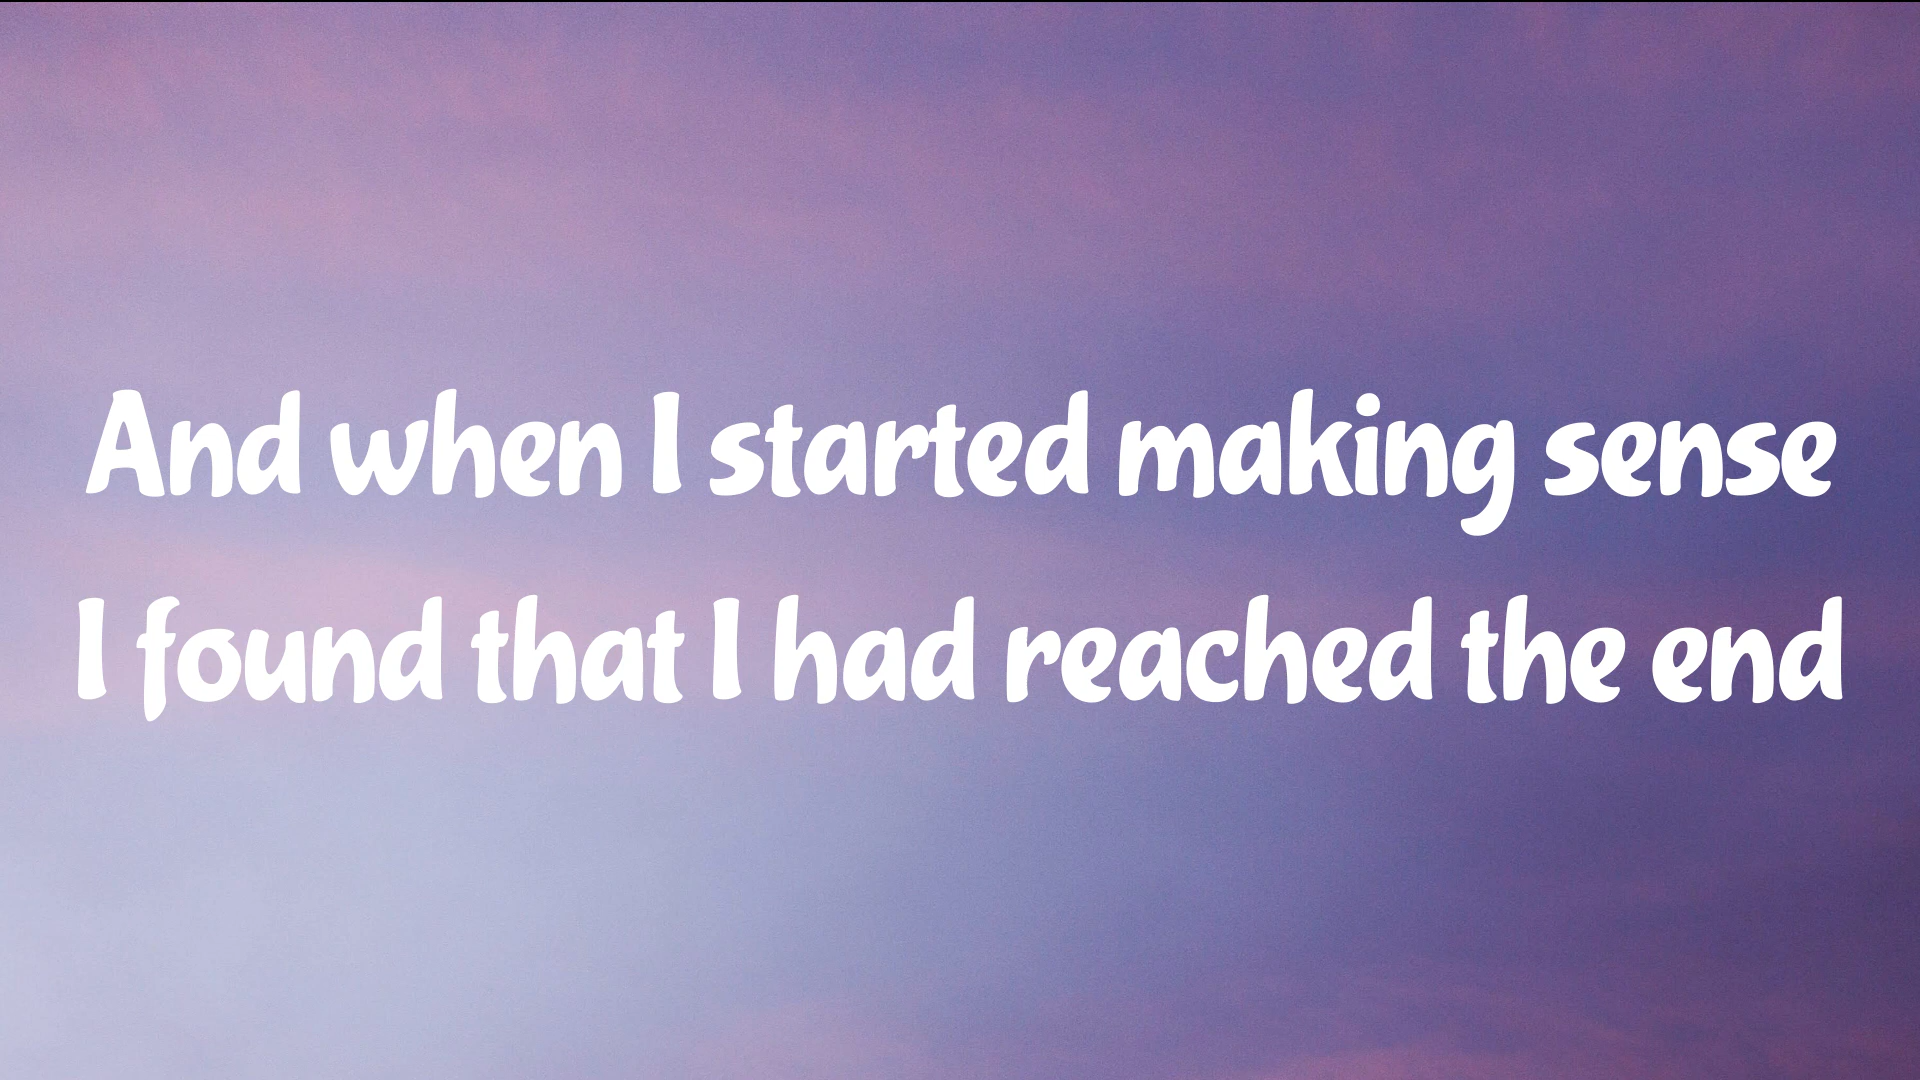 And when I started making sense
I found that I had reached the end